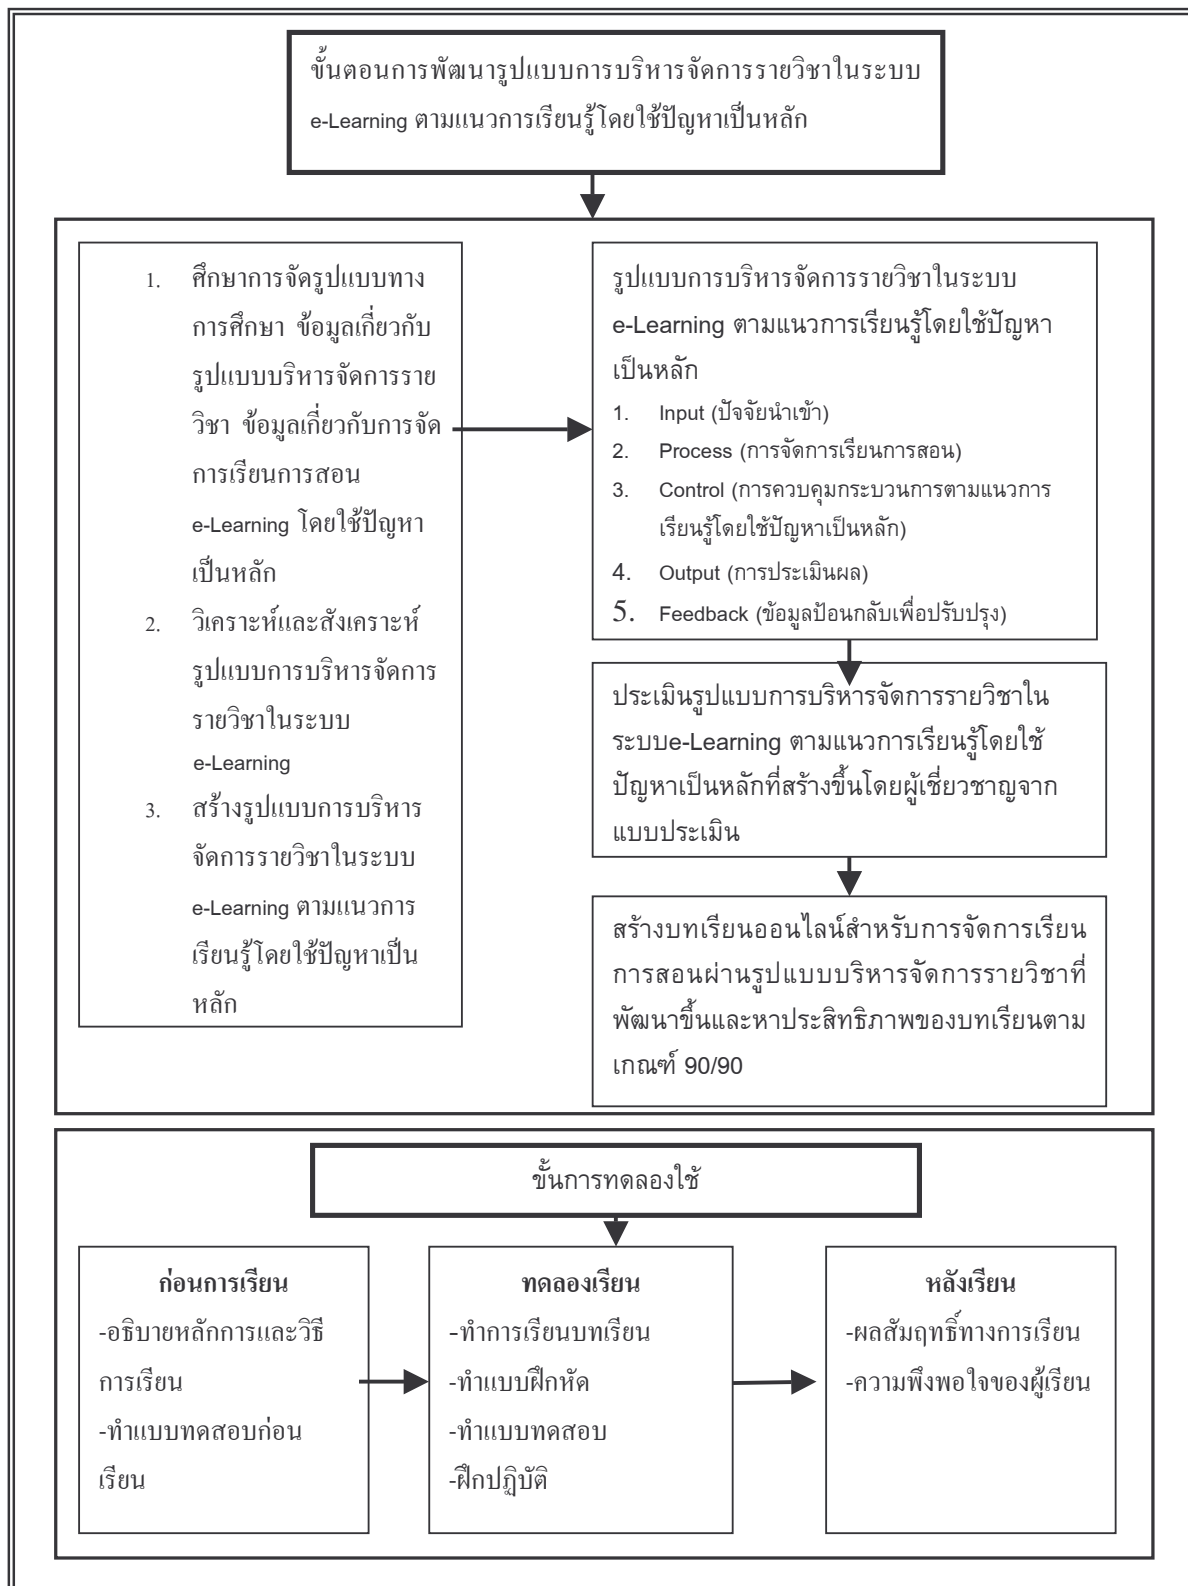 ขั้นตอนการพัฒนารูปแบบการบริหารจัดการรายวิชาในระบบ
e-Learning ตามแนวการเรียนรู้โดยใช้ปัญหาเป็นหลัก
1. ศึกษาการจัดรูปแบบทาง
การศึกษา ข้อมูลเกี่ยวกับ
รูปแบบบริหารจัดการราย
วิชา ข้อมูลเกี่ยวกับการจัด
การเรียนการสอน
e-Learning โดยใช้ปัญหา
เป็นหลัก
2. วิเคราะห์และสังเคราะห์
รูปแบบการบริหารจัดการ
รายวิชาในระบบ
e-Learning
3. สร้างรูปแบบการบริหาร
จัดการรายวิชาในระบบ
e-Learning ตามแนวการ
เรียนรู้โดยใช้ปัญหาเป็น
หลัก
รูปแบบการบริหารจัดการรายวิชาในระบบ
e-Learning ตามแนวการเรียนรู้โดยใช้ปัญหา
เป็นหลัก
1. Input (ปัจจัยนำเข้า)
2. Process (การจัดการเรียนการสอน)
3. Control (การควบคุมกระบวนการตามแนวการ
เรียนรู้โดยใช้ปัญหาเป็นหลัก)
4. Output (การประเมินผล)
5. Feedback (ข้อมูลป้อนกลับเพื่อปรับปรุง)
ประเมินรูปแบบการบริหารจัดการรายวิชาใน
ระบบe-Learning ตามแนวการเรียนรู้โดยใช้
ปัญหาเป็นหลักที่สร้างขึ้นโดยผู้เชี่ยวชาญจาก
แบบประเมิน
สร้างบทเรียนออนไลน์สำหรับการจัดการเรียน
การสอนผ่านรูปแบบบริหารจัดการรายวิชาที่
พัฒนาขึ้นและหาประสิทธิภาพของบทเรียนตาม
เกณฑ์ 90/90
ขั้นการทดลองใช้
ก่อนการเรียน
-อธิบายหลักการและวิธี
การเรียน
-ทำแบบทดสอบก่อน
เรียน
ทดลองเรียน
-ทำการเรียนบทเรียน
-ทำแบบฝึกหัด
-ทำแบบทดสอบ
-ฝึกปฏิบัติ
หลังเรียน
-ผลสัมฤทธิ์ทางการเรียน
-ความพึงพอใจของผู้เรียน